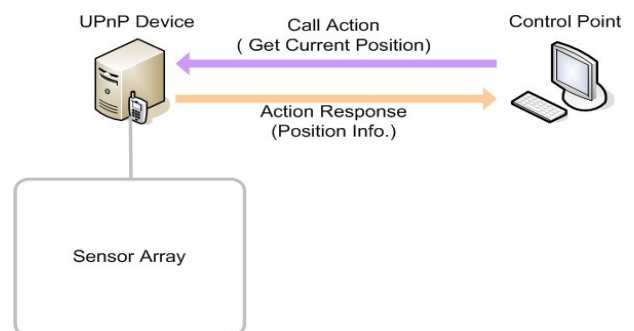 UPnP Device
Control Point
Call Action
( Get Current Position)
Action Response
(Position Info.)
Sensor Array